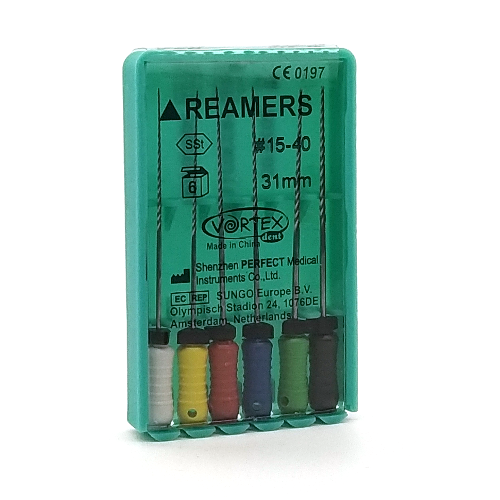 CE 0197
▲REAMERS
SSt #15-40
6 31mm
VORTEX
dent
Made in China
Shenzhen PERFECT Medical
Instruments Co.,Ltd.
EC REP SUNGO Europe B.V.
Olympisch Stadion 24, 1076DE
Amsterdam, Netherlands